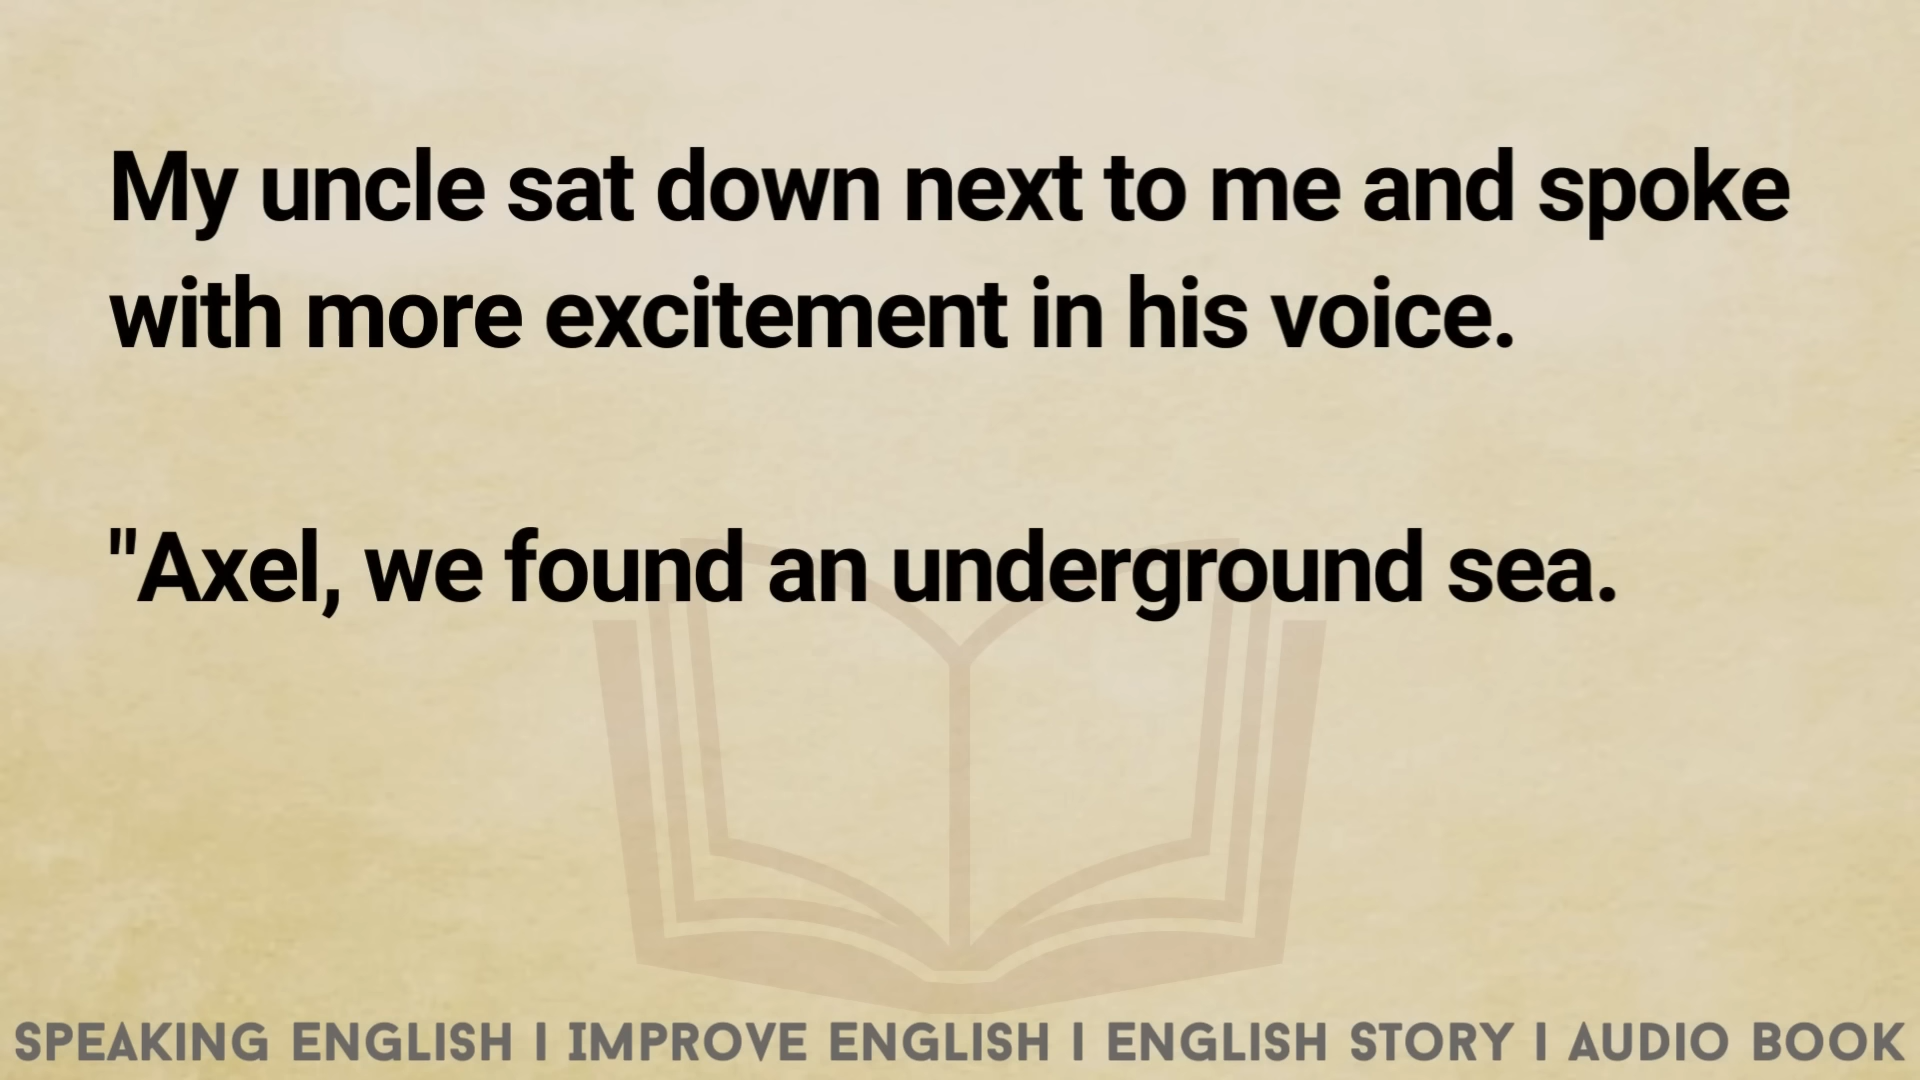 My uncle sat down next to me and spoke
with more excitement in his voice.
"Axel, we found an underground sea.
SPEAKING ENGLISH I IMPROVE ENGLISH I ENGLISH STORY I AUDIO BOOK